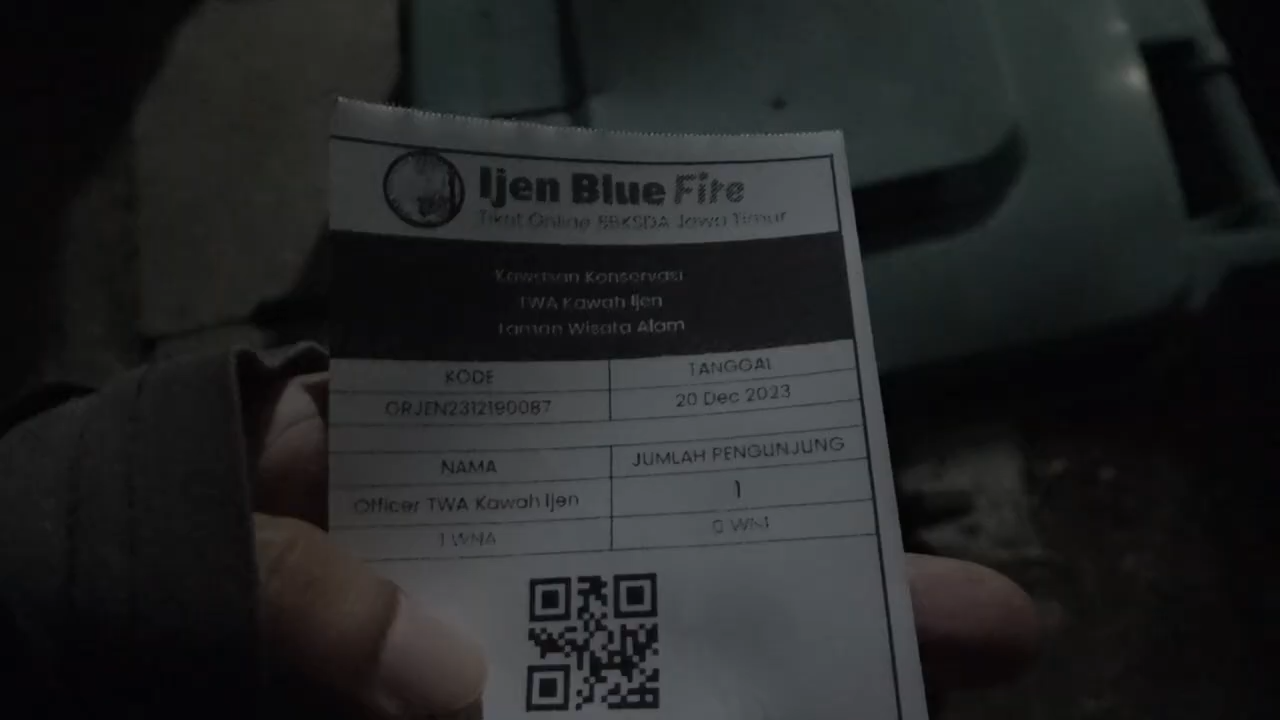 Ijen Blue Fire
Tiket Online BBKSDA Jawa Timur
Kawasan Konservasi
TWA Kawah Ijen
Taman Wisata Alam
KODE
TANGGAL
ORJEN2312190087
20 Dec 2023
NAMA
JUMLAH PENGUNJUNG
Officer TWA Kawah Ijen
1
1 WNA
0 WNI